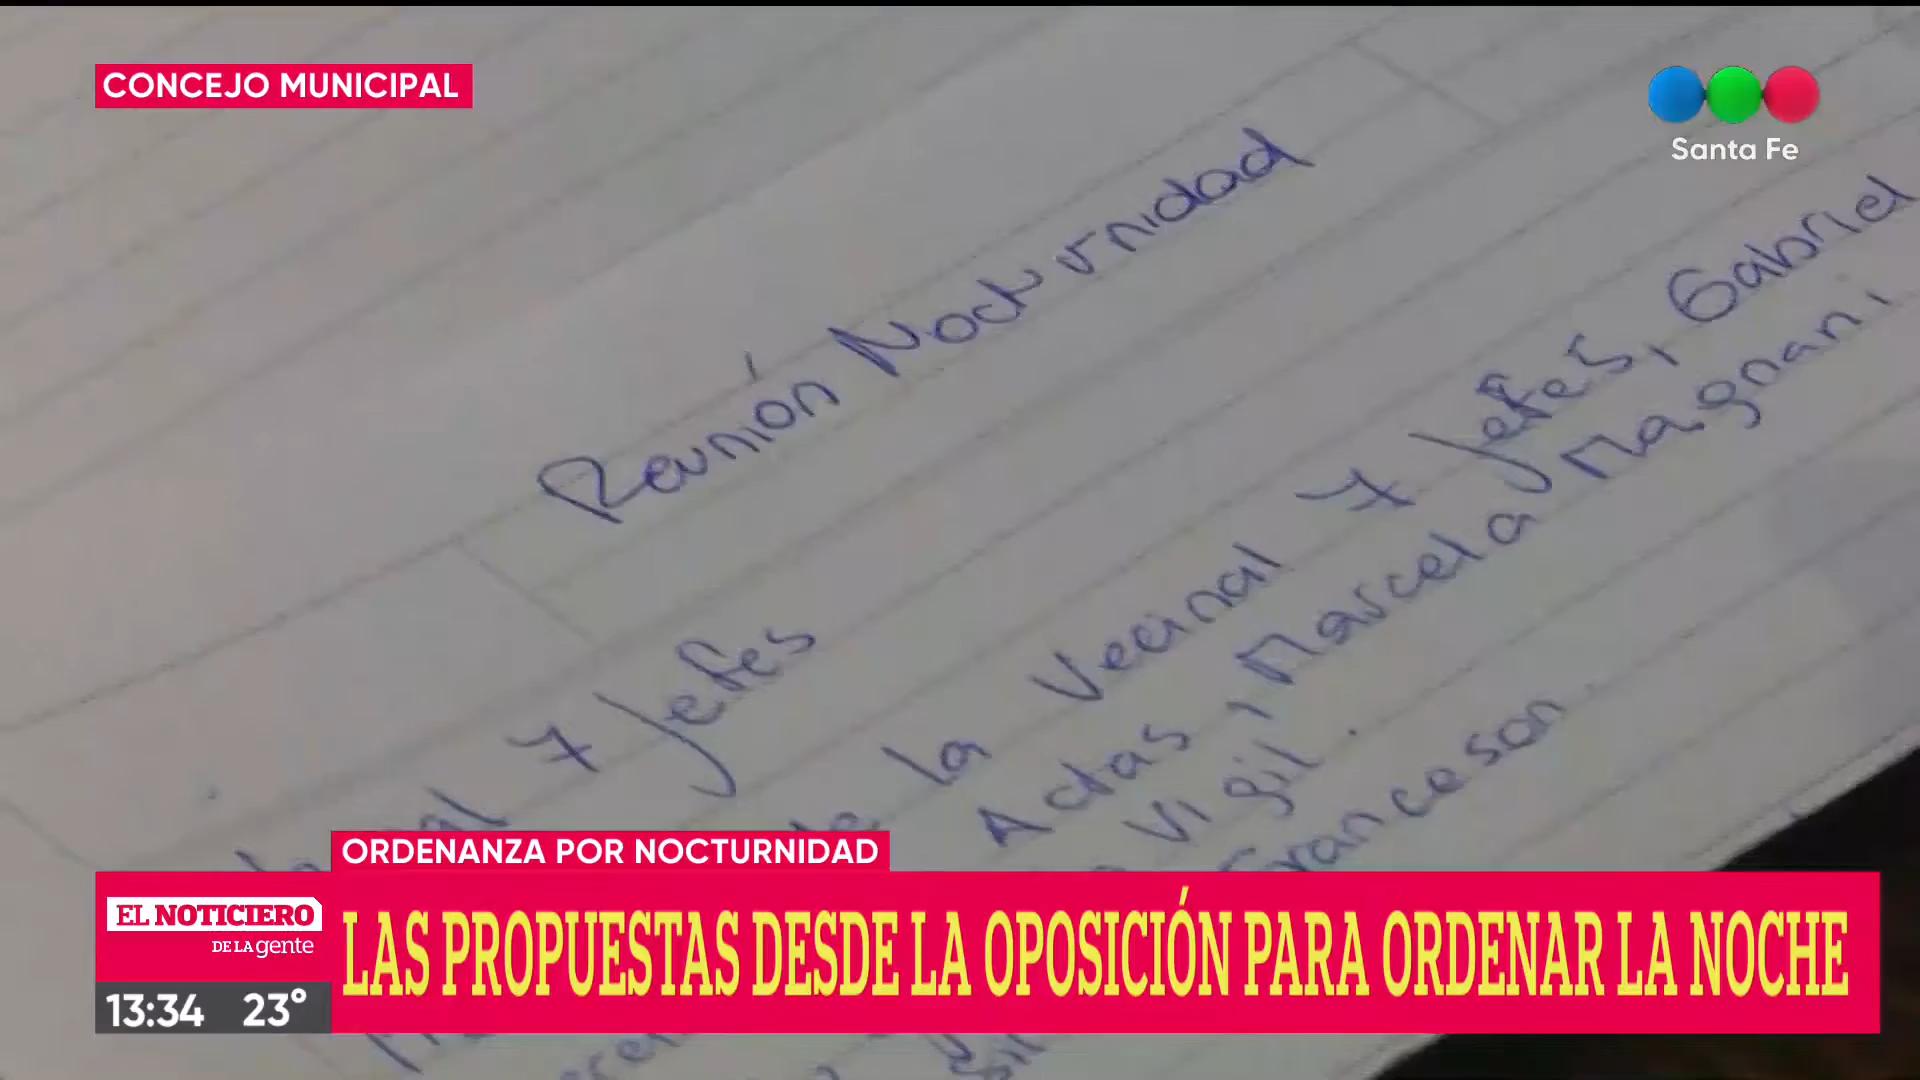 CONCEJO MUNICIPAL
Santa Fe
Reunión Nocturnidad
7 Jefes
la Vecinal 7 Jefes, Gabriel
Actas, Marcela Magnani,
Vigil.
Franceson
ORDENANZA POR NOCTURNIDAD
EL NOTICIERO
DE LA gente
LAS PROPUESTAS DESDE LA OPOSICIÓN PARA ORDENAR LA NOCHE
13:34 23°